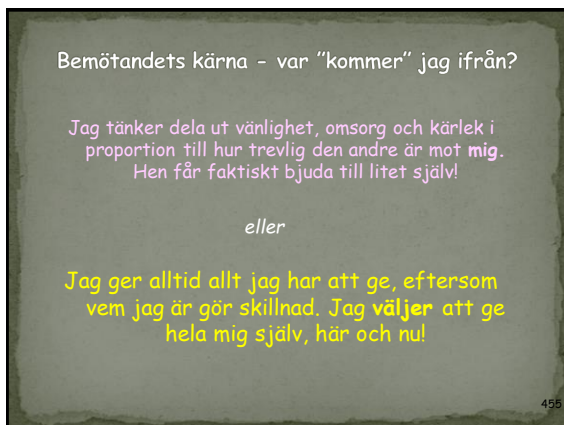 Bemötandets kärna - var ”kommer” jag ifrån?
Jag tänker dela ut vänlighet, omsorg och kärlek i
proportion till hur trevlig den andre är mot mig.
Hen får faktiskt bjuda till litet själv!
eller
Jag ger alltid allt jag har att ge, eftersom
vem jag är gör skillnad. Jag väljer att ge
hela mig själv, här och nu!
455